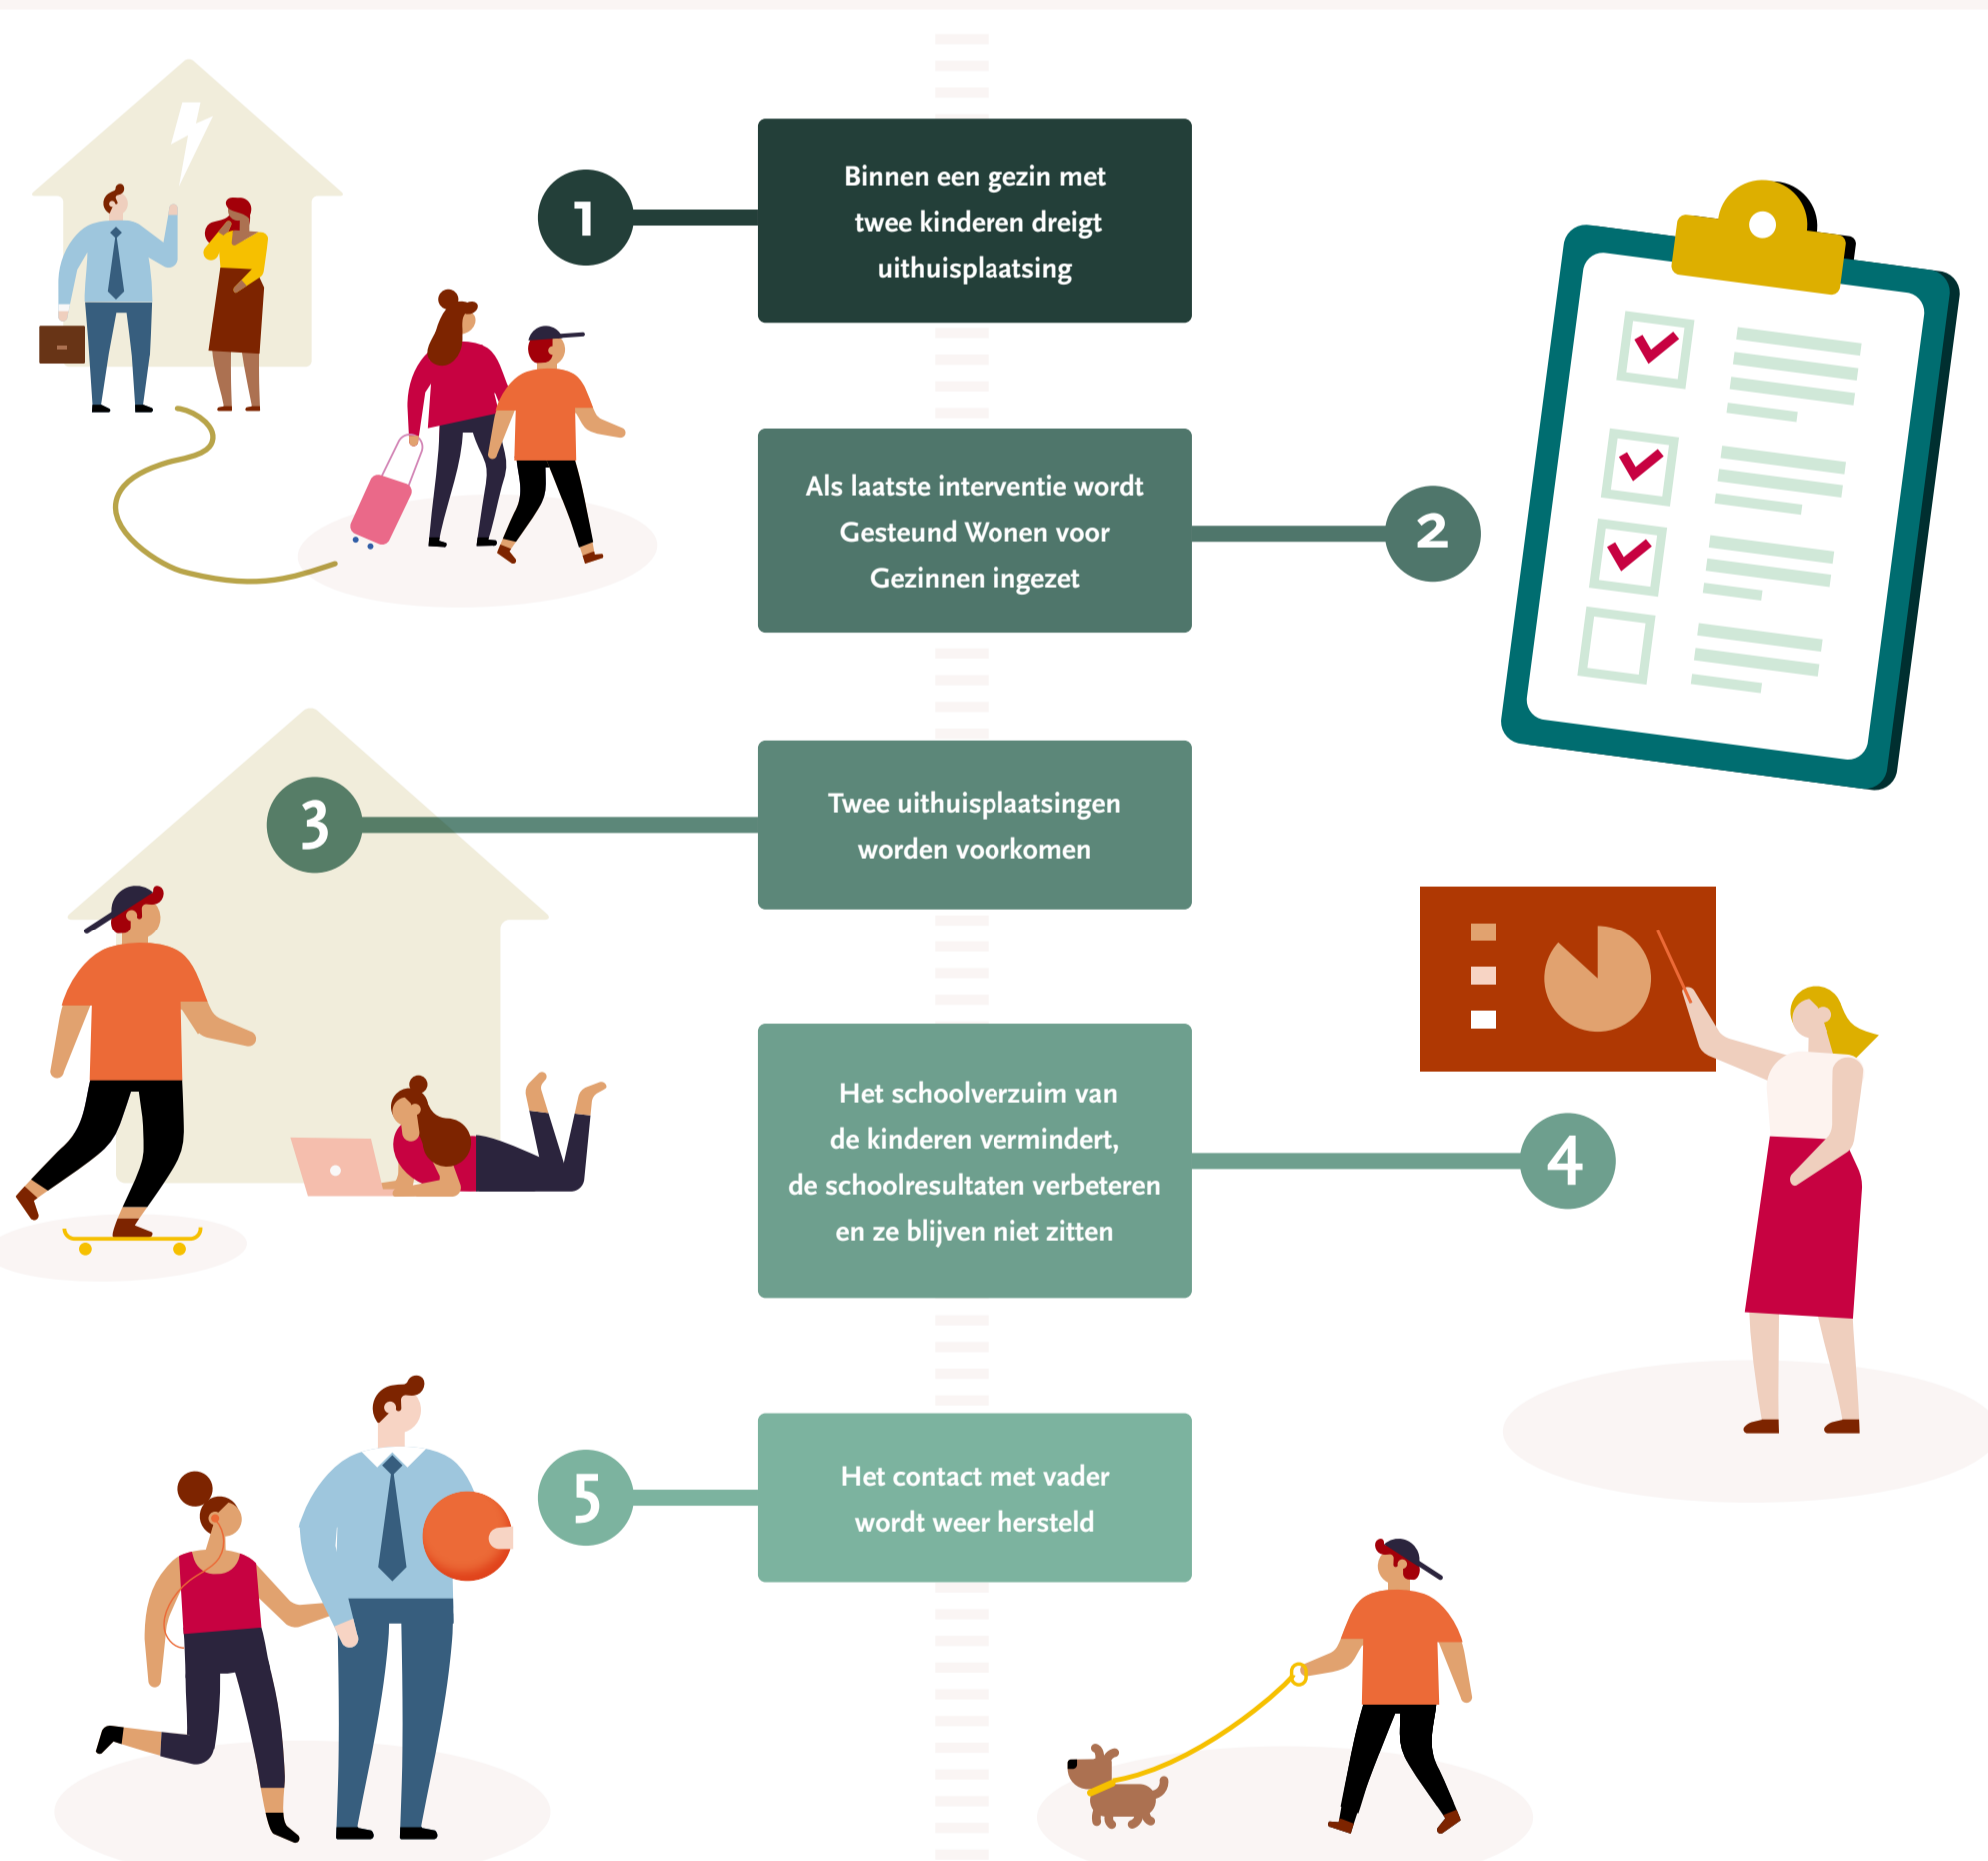 1
Binnen een gezin met
twee kinderen dreigt
uithuisplaatsing
Als laatste interventie wordt
Gesteund Wonen voor
Gezinnen ingezet
2
3
Twee uithuisplaatsingen
worden voorkomen
Het schoolverzuim van
de kinderen vermindert,
de schoolresultaten verbeteren
en ze blijven niet zitten
4
5
Het contact met vader
wordt weer hersteld